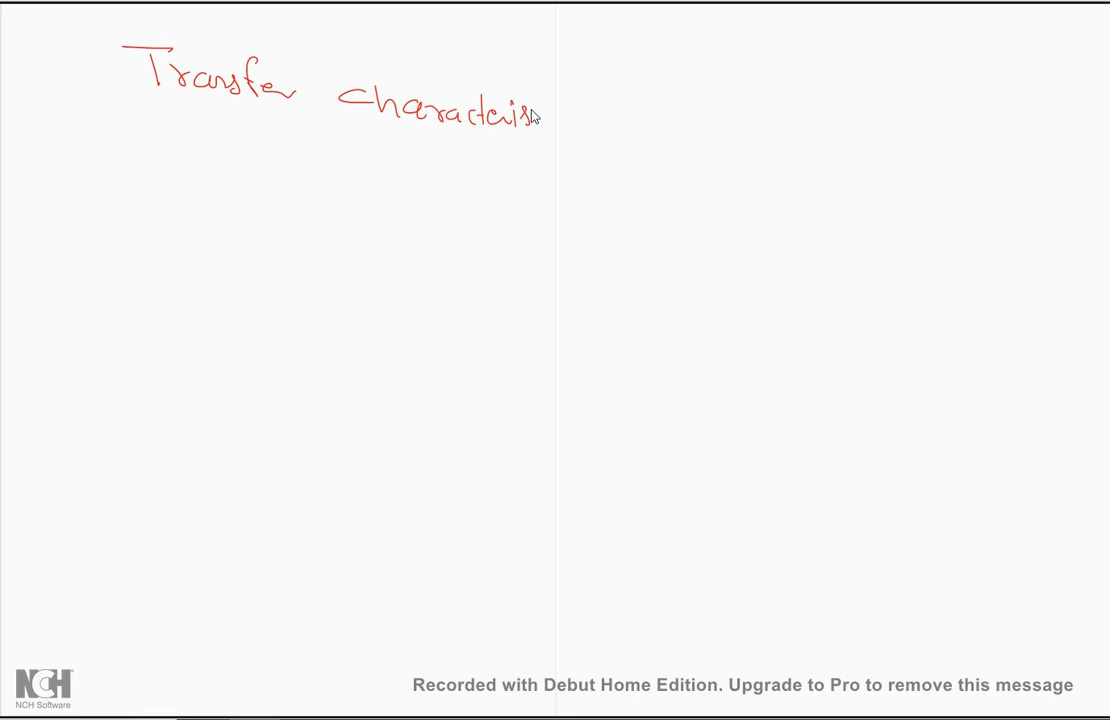 Transfer characteris
NCH
NCH Software
Recorded with Debut Home Edition. Upgrade to Pro to remove this message